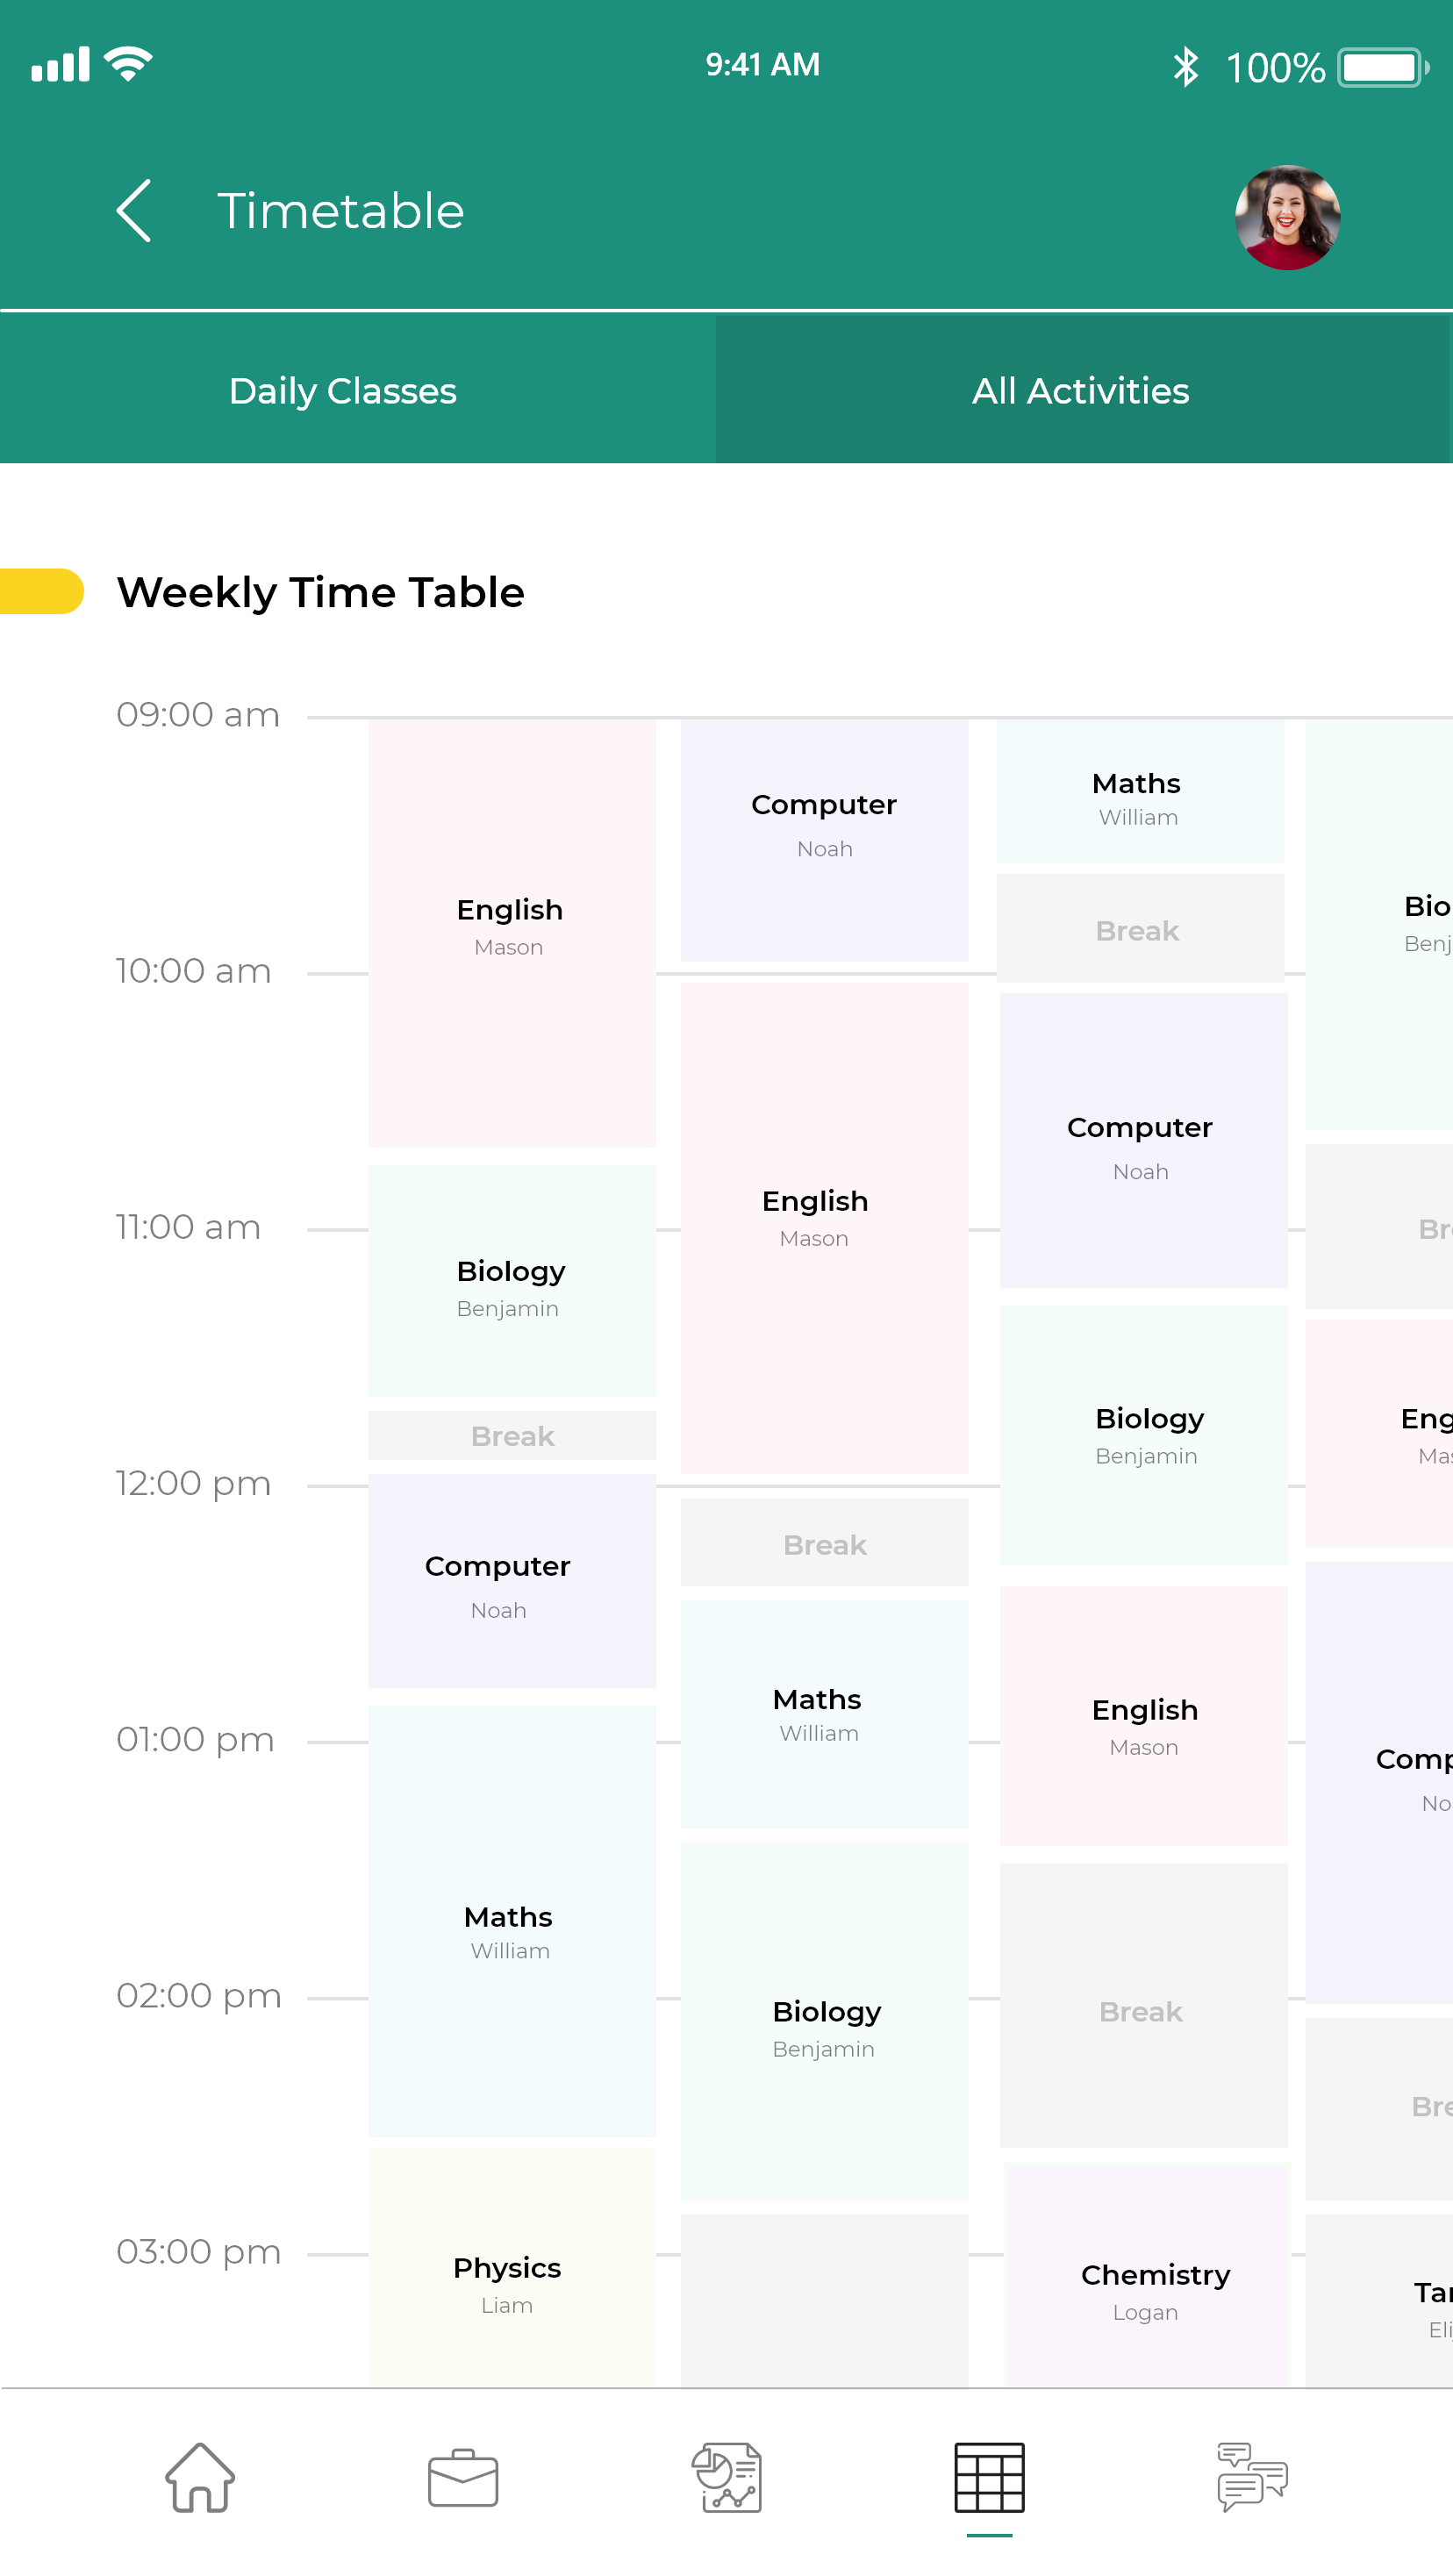 9:41 AM
100%
Timetable
Daily Classes
All Activities
Weekly Time Table
09:00 am
10:00 am
11:00 am
12:00 pm
01:00 pm
02:00 pm
03:00 pm
English
Mason
Biology
Benjamin
Break
Computer
Noah
Maths
William
Physics
Liam
Computer
Noah
English
Mason
Break
Maths
William
Biology
Benjamin
Maths
William
Break
Computer
Noah
Biology
Benjamin
English
Mason
Break
Chemistry
Logan
Bio
Benj
Br
Eng
Mas
Comp
No
Bre
Tar
Eli